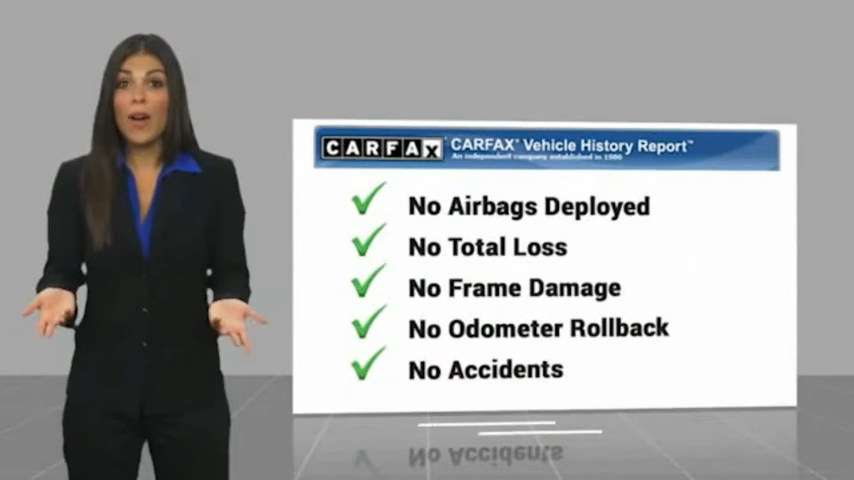 CARFAX CARFAX™ Vehicle History Report™
An independent company established in 1986
No Airbags Deployed
No Total Loss
No Frame Damage
No Odometer Rollback
No Accidents
No Accidents